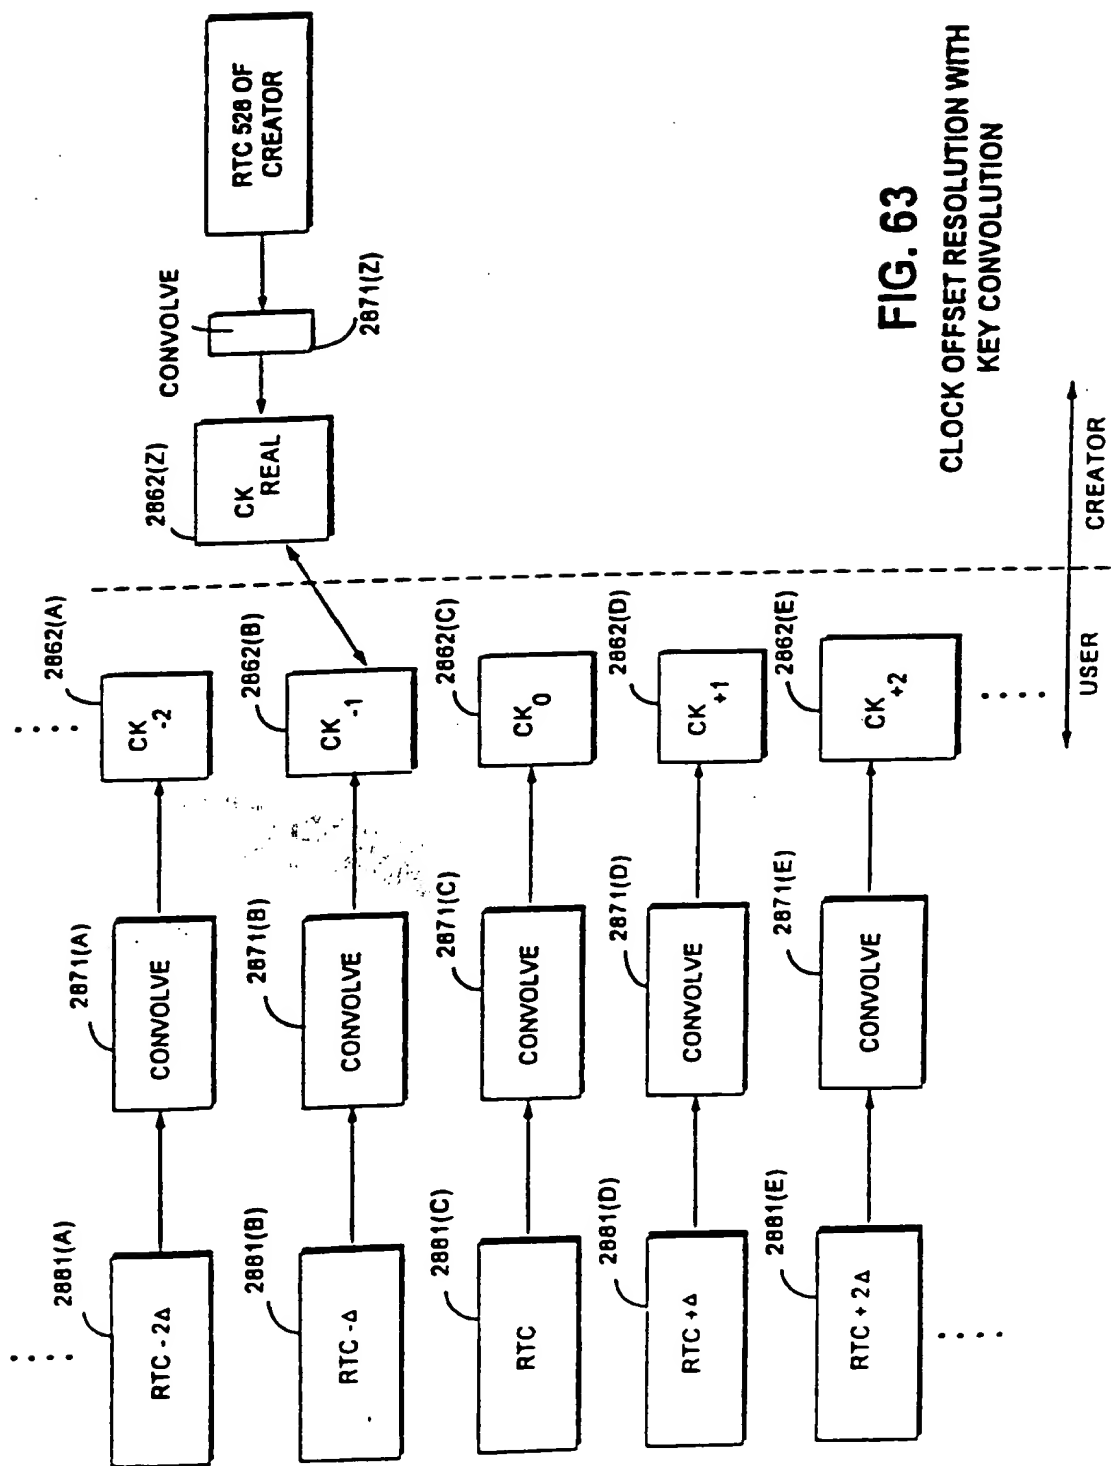 ....
2881(A)
RTC - 2Δ
2871(A)
CONVOLVE
....
2862(A)
CK -2
2881(B)
RTC - Δ
2871(B)
CONVOLVE
2862(B)
CK -1
2881(C)
RTC
2871(C)
CONVOLVE
2862(C)
CK 0
2881(D)
RTC + Δ
2871(D)
CONVOLVE
2862(D)
CK +1
2881(E)
RTC + 2Δ
2871(E)
CONVOLVE
2862(E)
CK +2
....
....
2862(Z)
CK REAL
CONVOLVE
2871(Z)
RTC 528 OF
CREATOR
USER
CREATOR
FIG. 63
CLOCK OFFSET RESOLUTION WITH
KEY CONVOLUTION